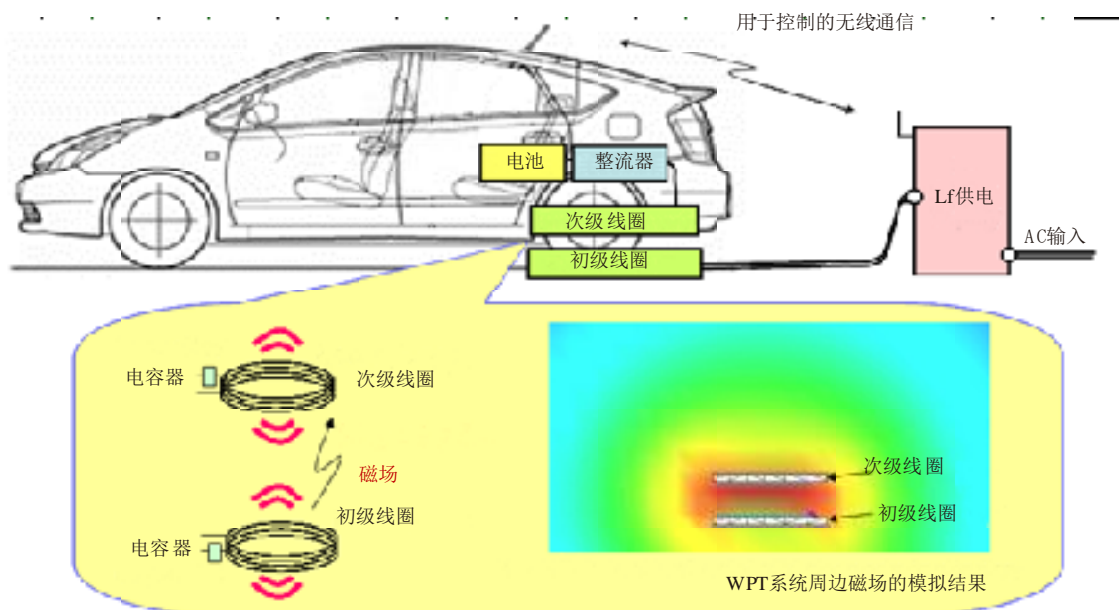 用于控制的无线通信
电池
整流器
Lf供电
次级线圈
AC输入
初级线圈
电容器
次级线圈
磁场
初级线圈
电容器
次级线圈
初级线圈
WPT系统周边磁场的模拟结果